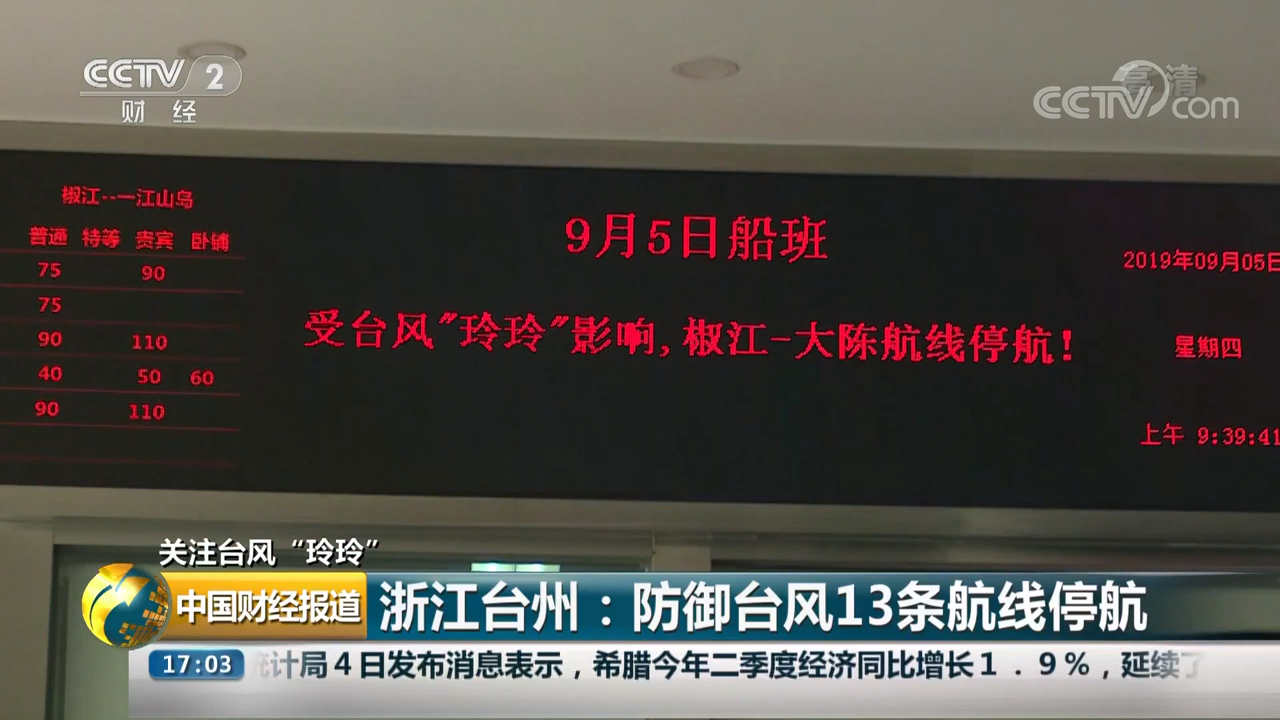 CCTV 2
财 经
高清
CCTV.com
椒江--一江山岛
普通 特等 贵宾 卧铺
75 90
75
90 110
40 50 60
90 110
9月5日船班
受台风"玲玲"影响,椒江-大陈航线停航!
2019年09月05日
星期四
上午 9:39:41
关注台风“玲玲”
中国财经报道
浙江台州：防御台风13条航线停航
17:03
统计局4日发布消息表示，希腊今年二季度经济同比增长1．9％，延续了